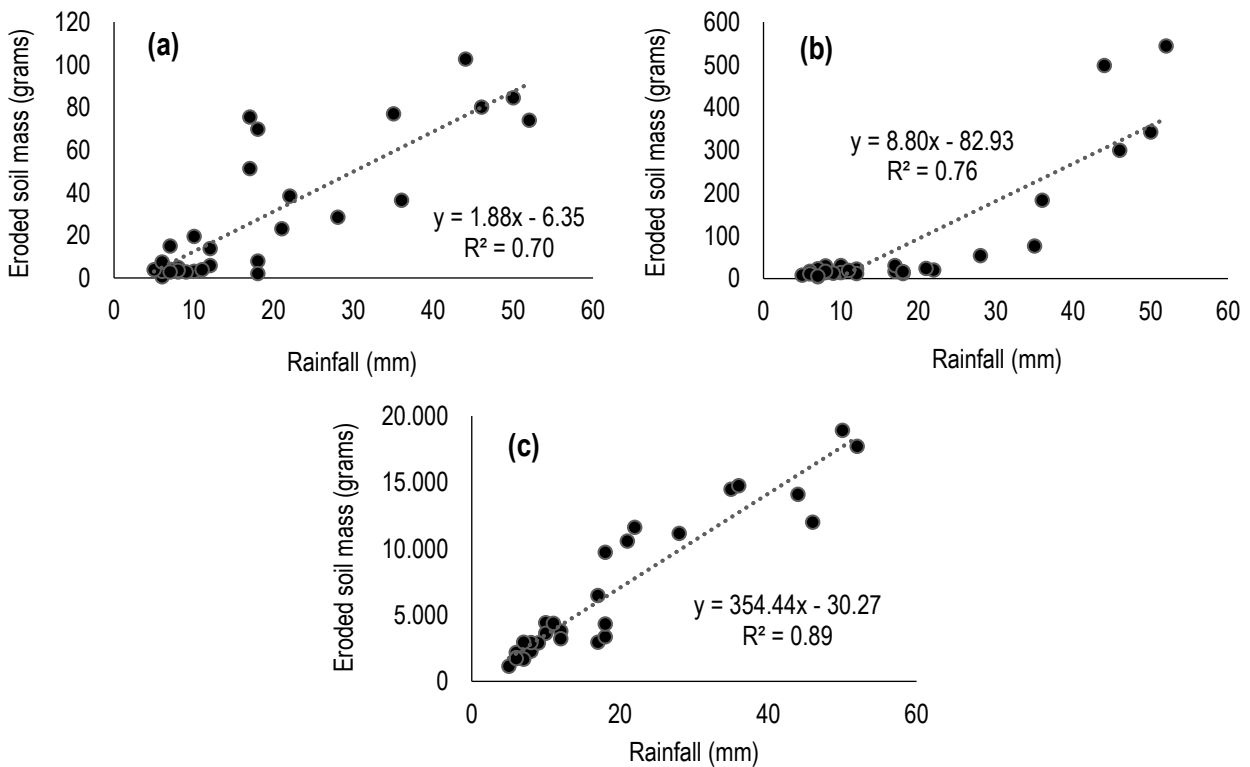 (a)
Eroded soil mass (grams)
120
100
80
60
40
20
0
y = 1.88x - 6.35
R² = 0.70
0 10 20 30 40 50 60
Rainfall (mm)
(b)
Eroded soil mass (grams)
600
500
400
300
200
100
0
y = 8.80x - 82.93
R² = 0.76
0 10 20 30 40 50 60
Rainfall (mm)
(c)
Eroded soil mass (grams)
20.000
15.000
10.000
5.000
0
y = 354.44x - 30.27
R² = 0.89
0 20 40 60
Rainfall (mm)